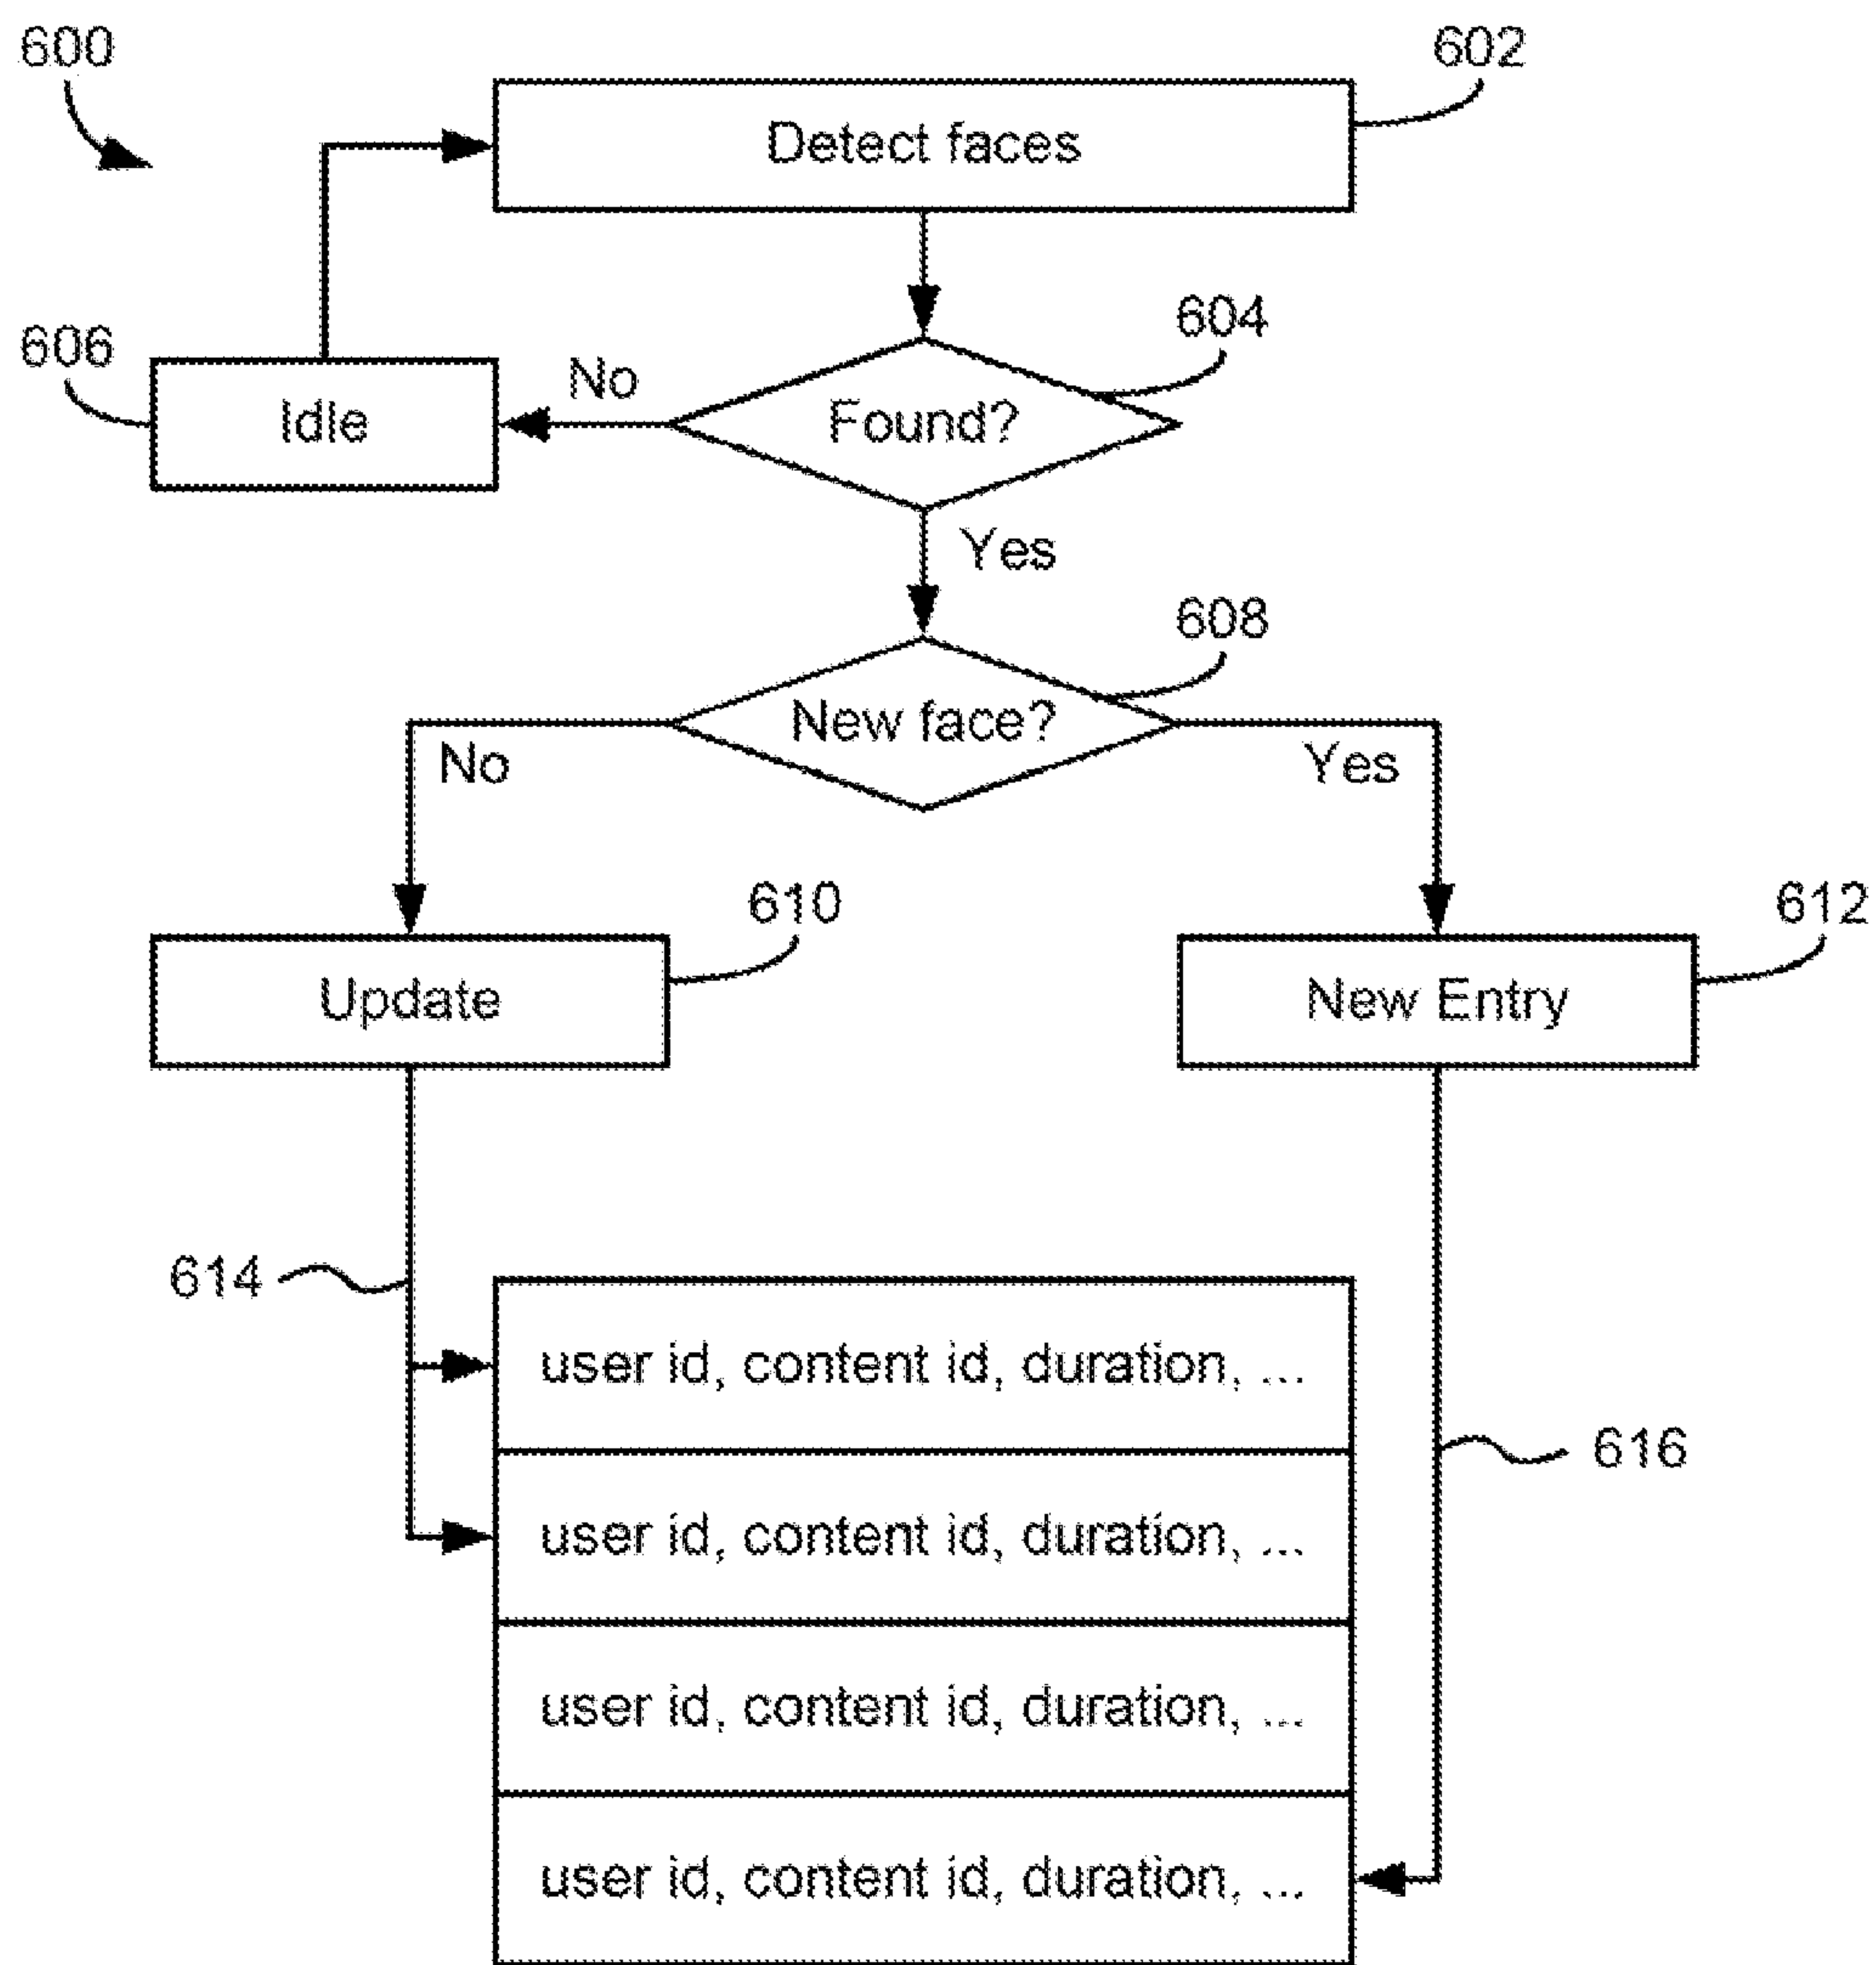 600
602
Detect faces
604
606
No
Idle
Found?
Yes
608
New face?
No
Yes
610
612
Update
New Entry
614
user id, content id, duration, ...
616
user id, content id, duration, ...
user id, content id, duration, ...
user id, content id, duration, ...